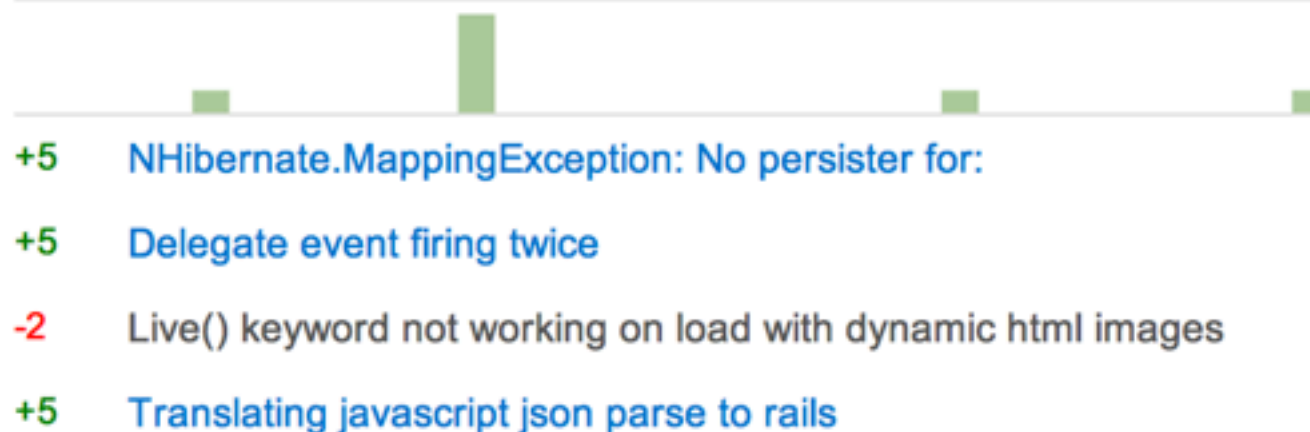 +5 NHibernate.MappingException: No persister for:
+5 Delegate event firing twice
-2 Live() keyword not working on load with dynamic html images
+5 Translating javascript json parse to rails